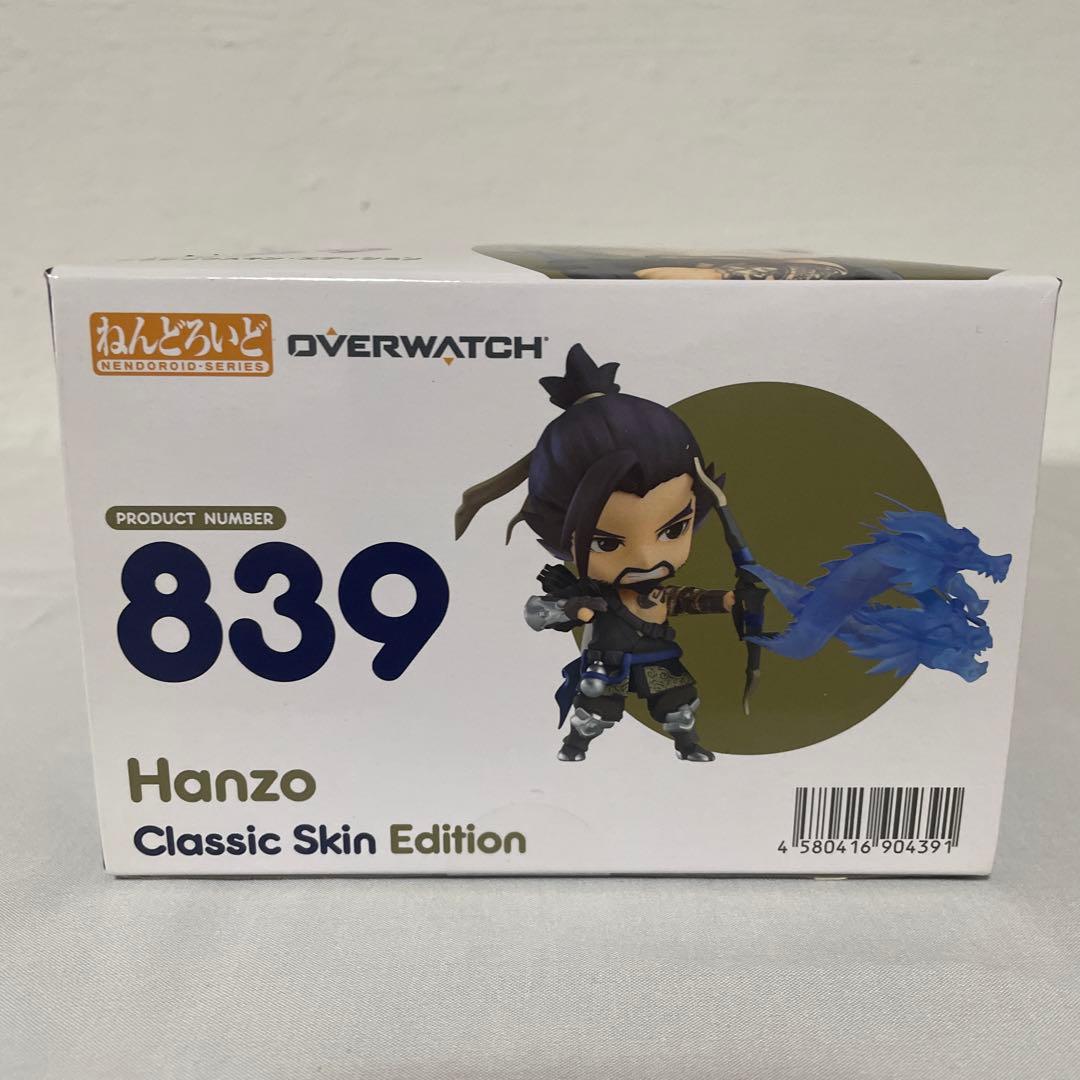 ねんどろいど
NENDOROID·SERIES
OVERWATCH
PRODUCT NUMBER
839
Hanzo
Classic Skin Edition
4 580416 904391